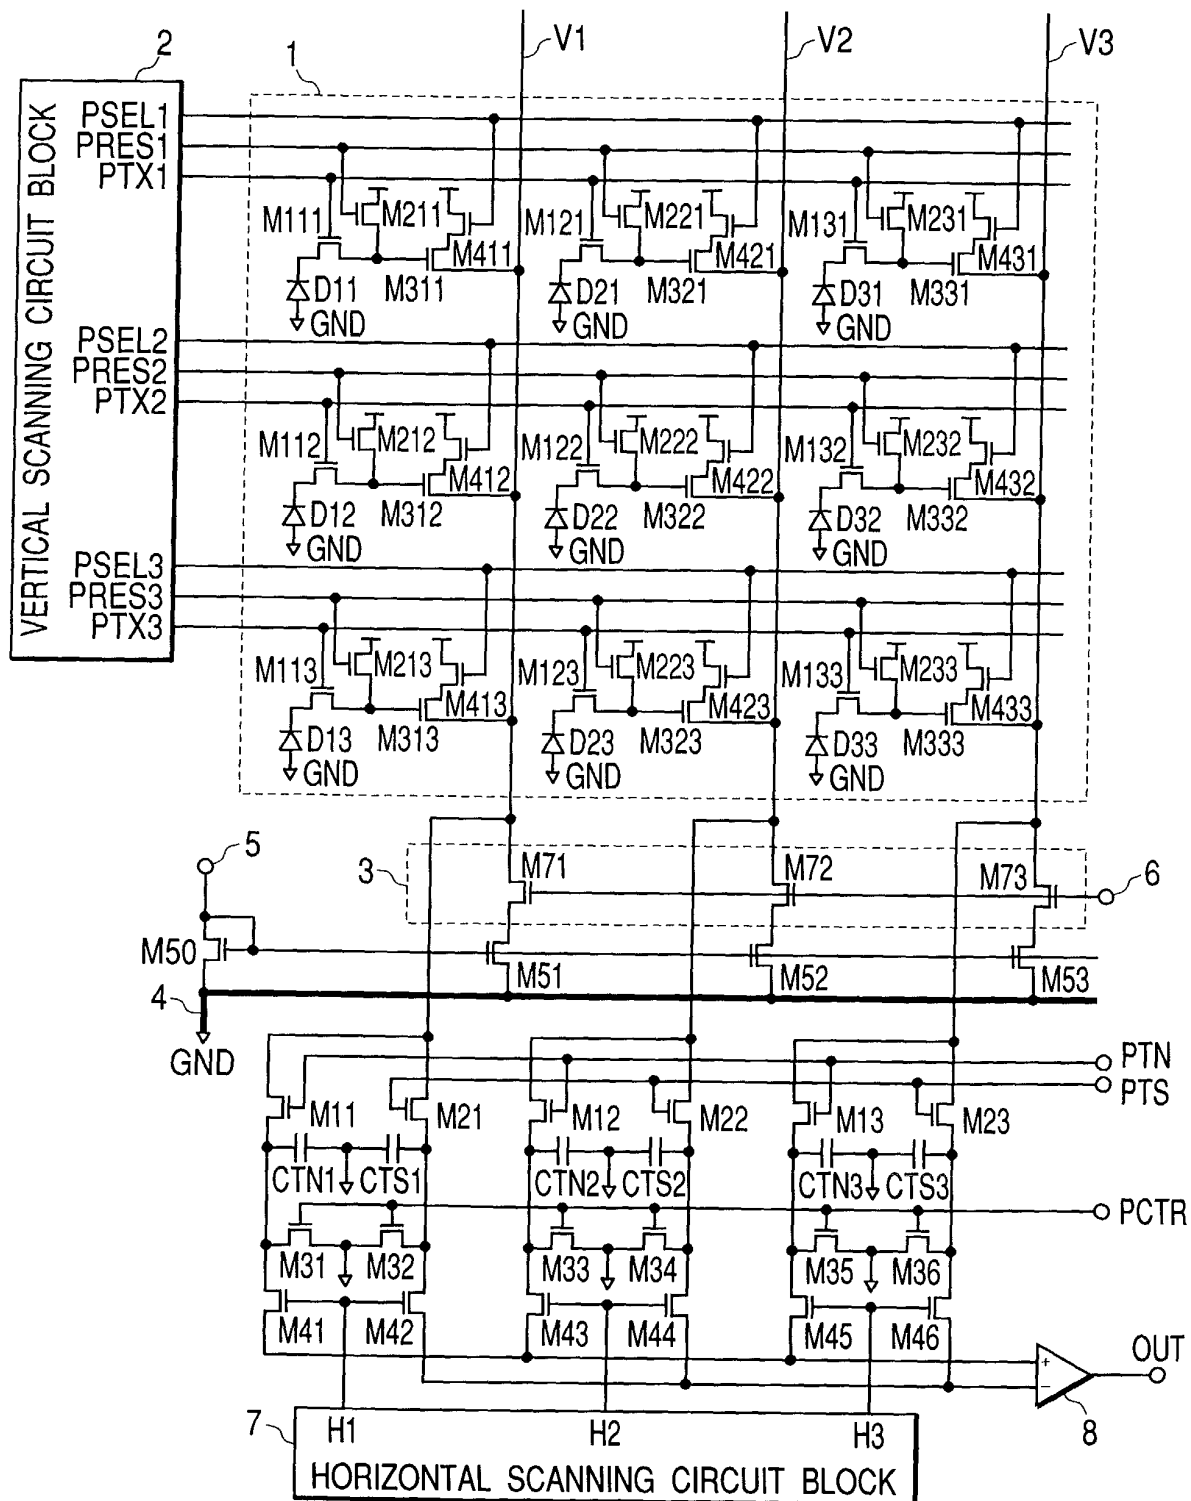 V1 V2 V3
2 1
VERTICAL SCANNING CIRCUIT BLOCK
PSEL1
PRES1
PTX1
M111 M211 M121 M221 M131 M231
M411 M421 M431
D11 M311 D21 M321 D31 M331
GND GND GND
PSEL2
PRES2
PTX2
M112 M212 M122 M222 M132 M232
M412 M422 M432
D12 M312 D22 M322 D32 M332
GND GND GND
PSEL3
PRES3
PTX3
M113 M213 M123 M223 M133 M233
M413 M423 M433
D13 M313 D23 M323 D33 M333
GND GND GND
5 3 M71 M72 M73 6
M50 M51 M52 M53
4
GND
PTN
PTS
M11 M21 M12 M22 M13 M23
CTN1 CTS1 CTN2 CTS2 CTN3 CTS3
PCTR
M31 M32 M33 M34 M35 M36
M41 M42 M43 M44 M45 M46
+
−
OUT
8
7
H1 H2 H3
HORIZONTAL SCANNING CIRCUIT BLOCK